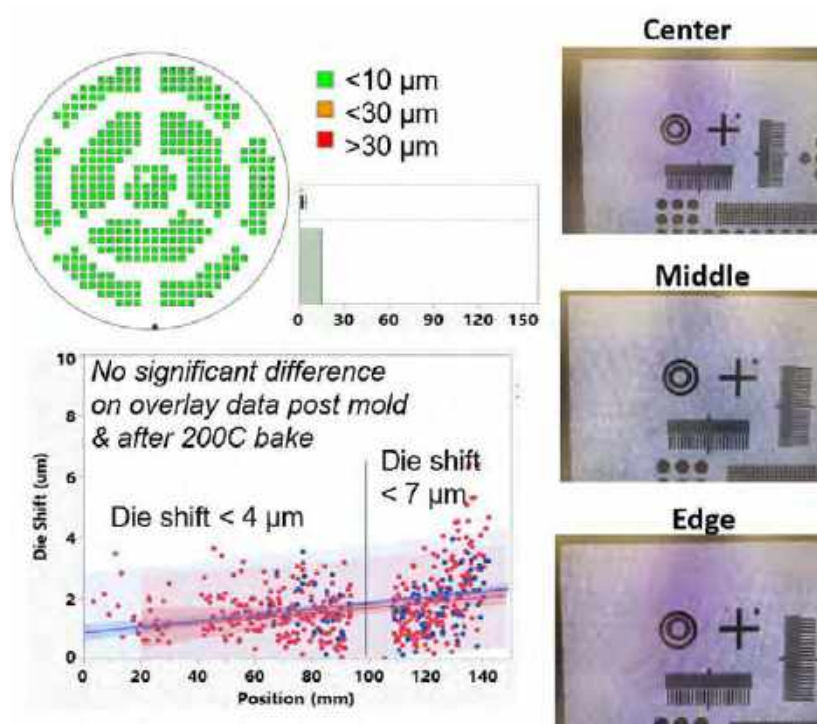 Center
<10 µm
<30 µm
>30 µm
0 30 60 90 120 150
Middle
10
8
6
4
2
0
Die Shift (um)
No significant difference
on overlay data post mold
& after 200C bake
Die shift < 4 µm
Die shift
< 7 µm
0 20 40 60 80 100 120 140
Position (mm)
Edge